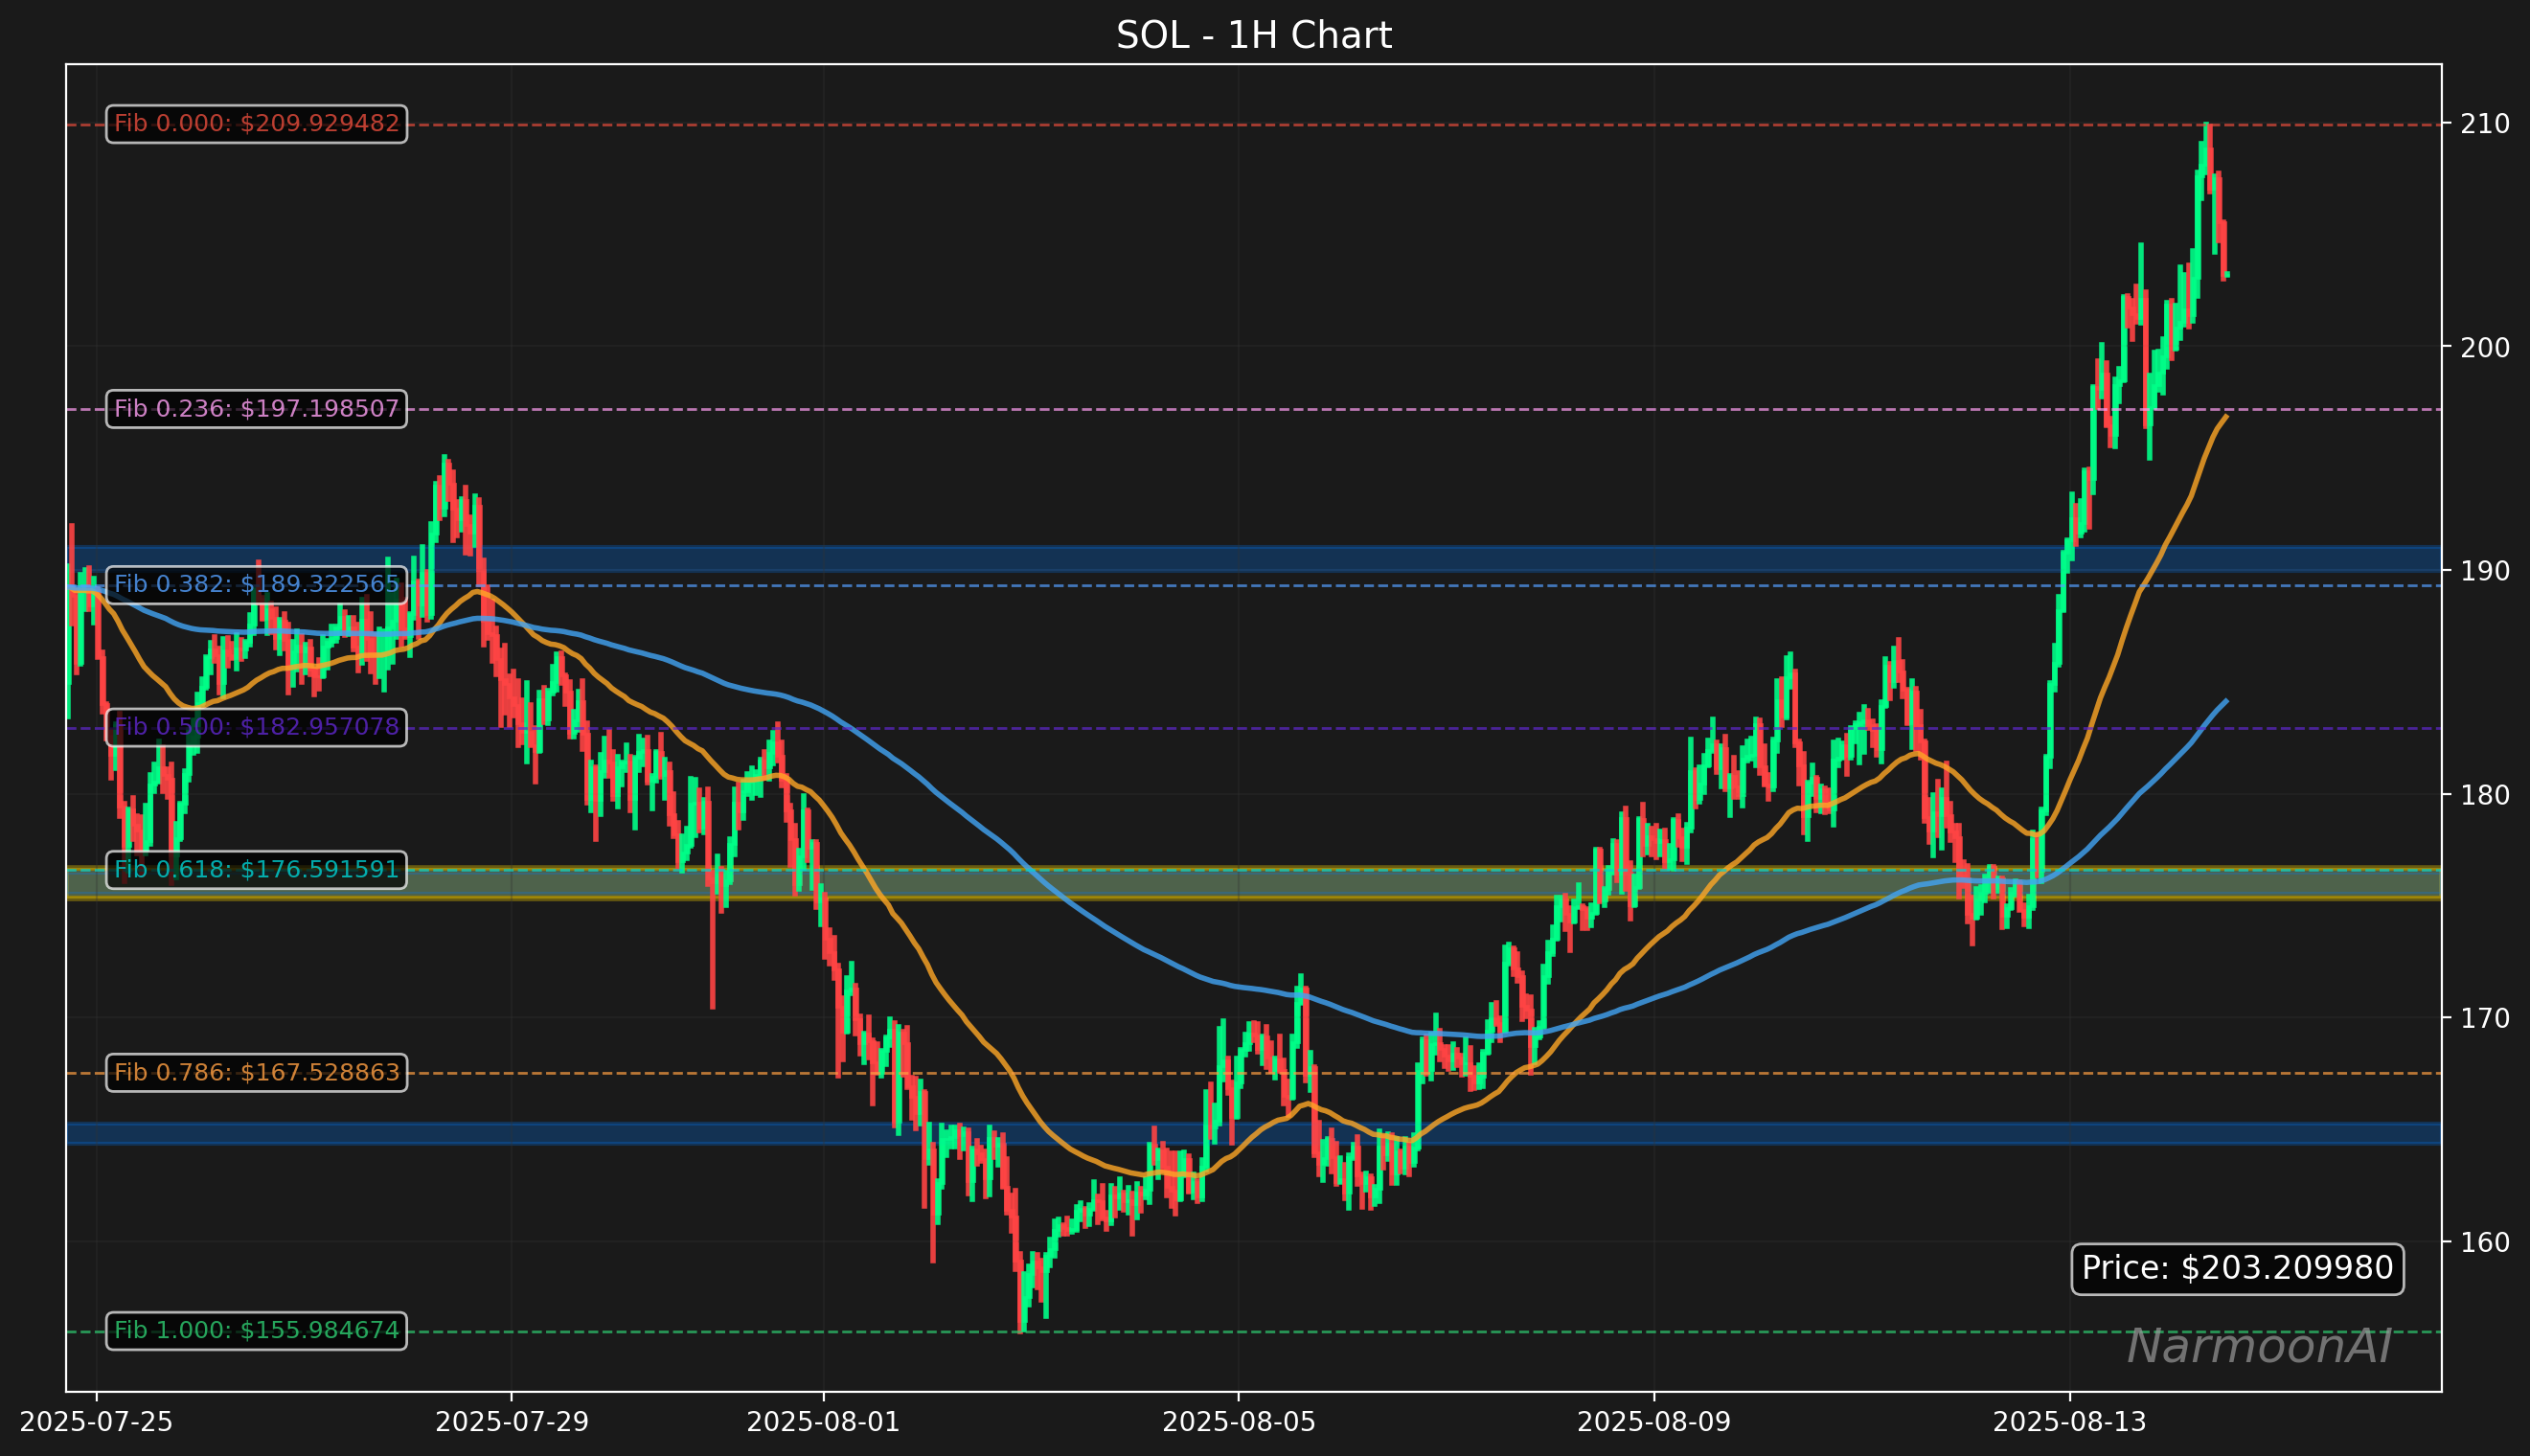 SOL - 1H Chart
Fib 0.000: $209.929482
210
200
Fib 0.236: $197.198507
190
Fib 0.382: $189.322565
Fib 0.500: $182.957078
180
Fib 0.618: $176.591591
170
Fib 0.786: $167.528863
160
Price: $203.209980
Fib 1.000: $155.984674
NarmoonAI
2025-07-25
2025-07-29
2025-08-01
2025-08-05
2025-08-09
2025-08-13